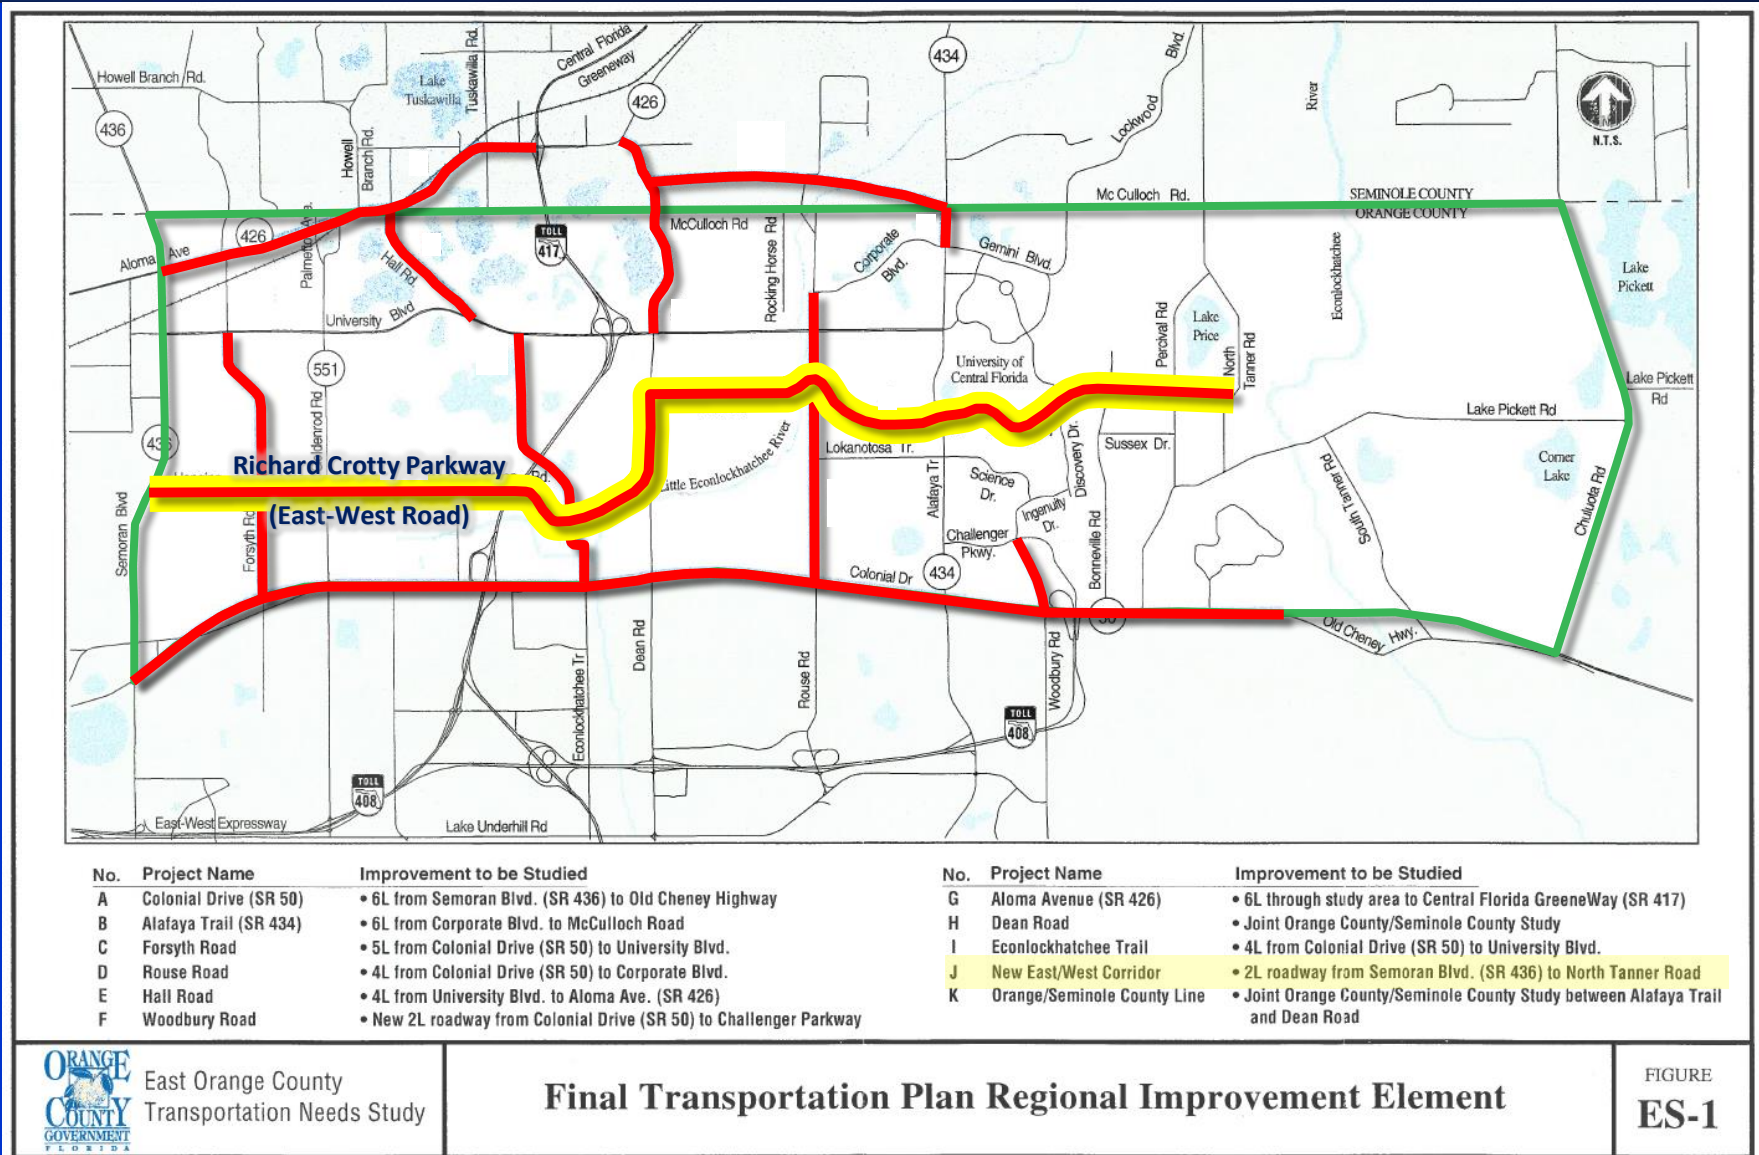 Howell Branch Rd.
436
Lake
Tuskawilla
Tuskawilla Rd.
Central Florida
Greeneway
426
434
Lockwood
Blvd.
River
N.T.S.
Howell
Branch Rd.
Mc Culloch Rd.
SEMINOLE COUNTY
ORANGE COUNTY
Aloma Ave
426
Palmetto Ave.
Hall Rd.
TOLL
417
McCulloch Rd
Rocking Horse Rd
Corporate
Blvd.
Gemini Blvd.
Econlockhatchee
Lake
Pickett
University Blvd
551
University of
Central Florida
Percival Rd
Lake
Price
North
Tanner Rd
Lake Pickett
Rd
Lake Pickett Rd
436
Richard Crotty Parkway
Rd.
(East-West Road)
Semoran Blvd
Forsyth Rd
Little Econlockhatchee River
Lokanotosa Tr.
Alafaya Tr
Science
Dr.
Discovery Dr.
Sussex Dr.
Ingenuity
Dr.
Challenger
Pkwy.
Bonneville Rd
South Tanner Rd
Corner
Lake
Chuluota Rd
Colonial Dr
434
Old Cheney Hwy.
Econlockhatchee Tr
Dean Rd
Rouse Rd
Woodbury Rd
TOLL
408
TOLL
408
East-West Expressway
Lake Underhill Rd
No. Project Name Improvement to be Studied
A Colonial Drive (SR 50) • 6L from Semoran Blvd. (SR 436) to Old Cheney Highway
B Alafaya Trail (SR 434) • 6L from Corporate Blvd. to McCulloch Road
C Forsyth Road • 5L from Colonial Drive (SR 50) to University Blvd.
D Rouse Road • 4L from Colonial Drive (SR 50) to Corporate Blvd.
E Hall Road • 4L from University Blvd. to Aloma Ave. (SR 426)
F Woodbury Road • New 2L roadway from Colonial Drive (SR 50) to Challenger Parkway
No. Project Name Improvement to be Studied
G Aloma Avenue (SR 426) • 6L through study area to Central Florida GreeneWay (SR 417)
H Dean Road • Joint Orange County/Seminole County Study
I Econlockhatchee Trail • 4L from Colonial Drive (SR 50) to University Blvd.
J New East/West Corridor • 2L roadway from Semoran Blvd. (SR 436) to North Tanner Road
K Orange/Seminole County Line • Joint Orange County/Seminole County Study between Alafaya Trail
and Dean Road
ORANGE
COUNTY
GOVERNMENT
FLORIDA
East Orange County
Transportation Needs Study
Final Transportation Plan Regional Improvement Element
FIGURE
ES-1